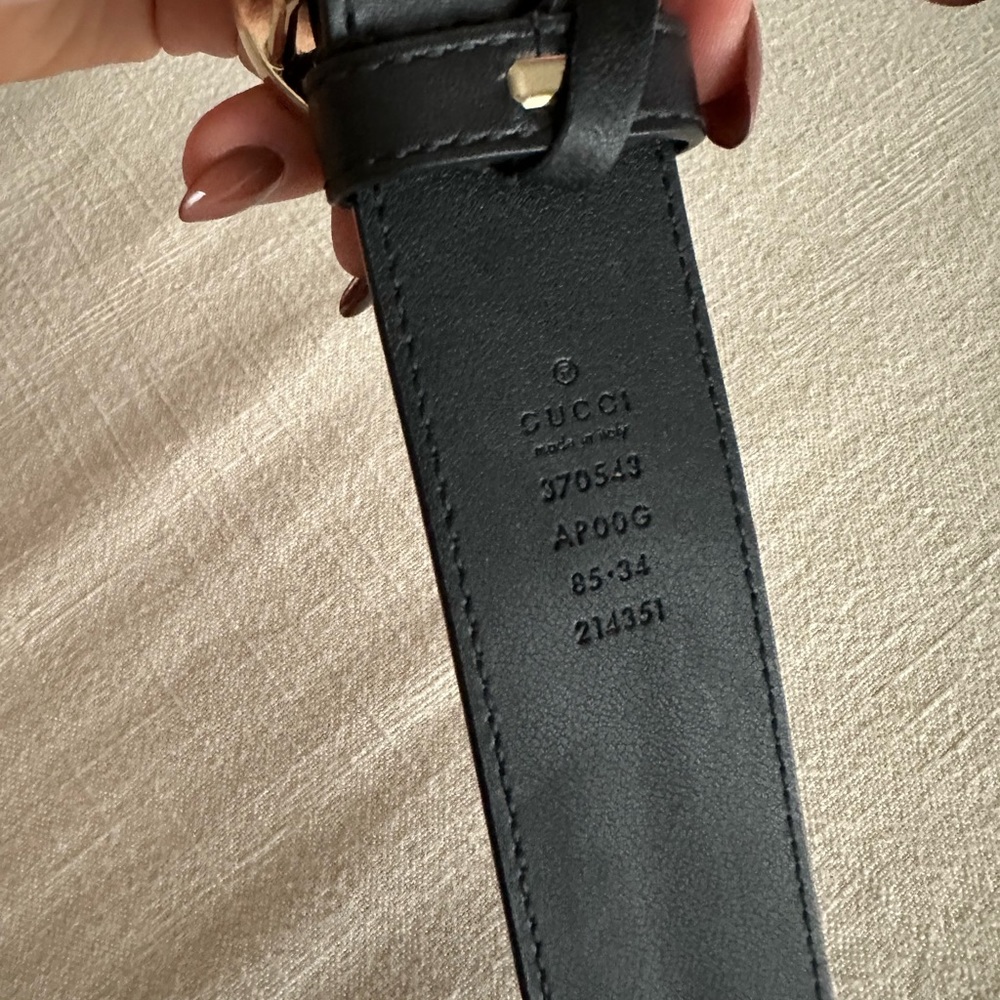 ®
GUCCI
made in italy
370543
AP00G
85·34
214351